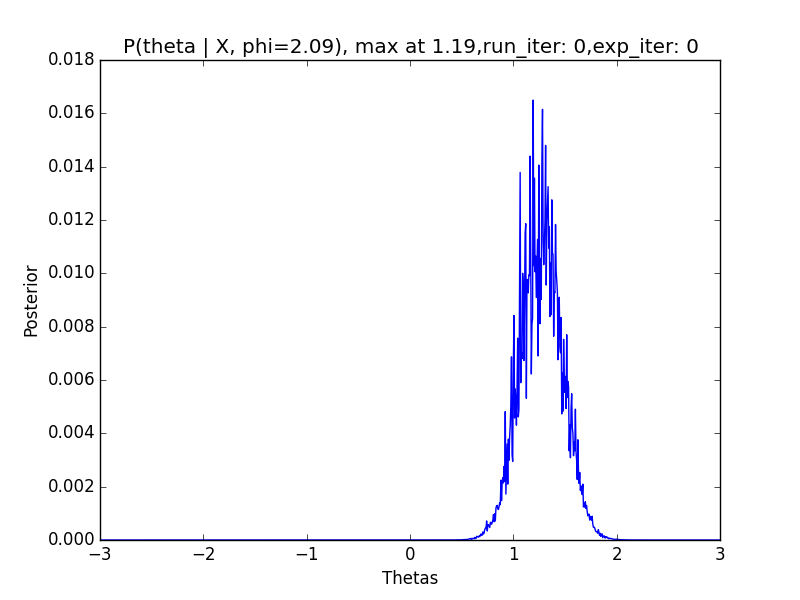 P(theta | X, phi=2.09), max at 1.19,run_iter: 0,exp_iter: 0
0.018
0.016
0.014
0.012
0.010
0.008
0.006
0.004
0.002
0.000
Posterior
−3 −2 −1 0 1 2 3
Thetas